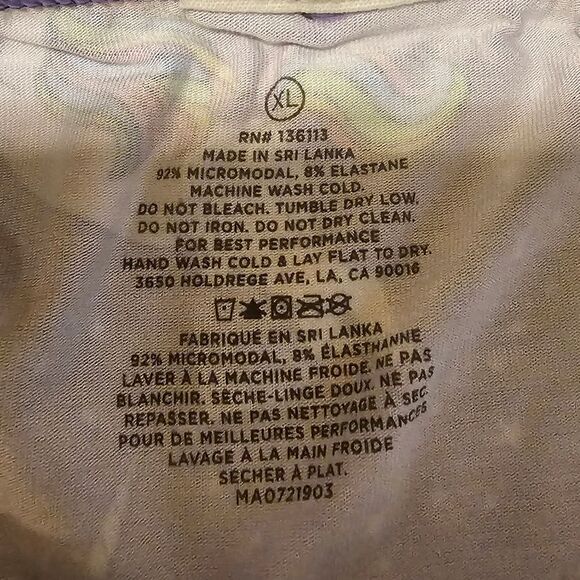 XL
RN# 136113
MADE IN SRI LANKA
92% MICROMODAL, 8% ELASTANE
MACHINE WASH COLD.
DO NOT BLEACH. TUMBLE DRY LOW.
DO NOT IRON. DO NOT DRY CLEAN.
FOR BEST PERFORMANCE
HAND WASH COLD & LAY FLAT TO DRY.
3650 HOLDREGE AVE, LA, CA 90016
FABRIQUÉ EN SRI LANKA
92% MICROMODAL, 8% ÉLASTHANNE
LAVER À LA MACHINE FROIDE. NE PAS
BLANCHIR. SÈCHE-LINGE DOUX. NE PAS
REPASSER. NE PAS NETTOYAGE À SEC.
POUR DE MEILLEURES PERFORMANCES
LAVAGE À LA MAIN FROIDE
SÉCHER À PLAT.
MA0721903